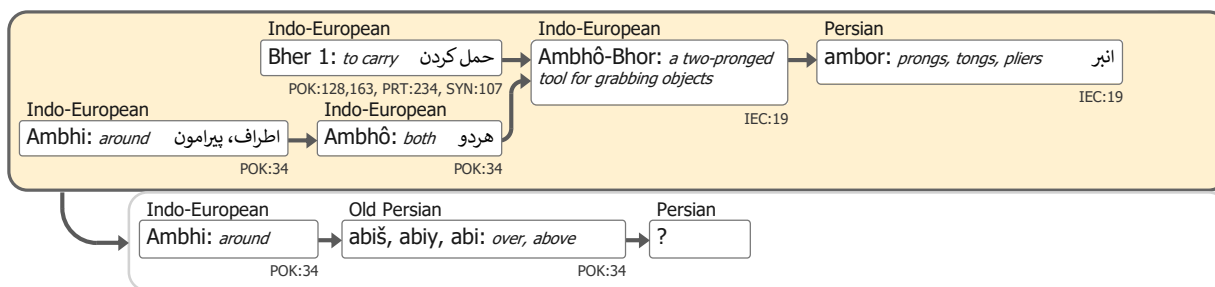 Indo-European
Bher 1: to carry حمل کردن
POK:128,163, PRT:234, SYN:107
Indo-European
Ambhi: around اطراف، پیرامون
POK:34
Indo-European
Ambhô: both هردو
POK:34
Indo-European
Ambhô-Bhor: a two-pronged
tool for grabbing objects
IEC:19
Persian
ambor: prongs, tongs, pliers انبر
IEC:19
Indo-European
Ambhi: around
POK:34
Old Persian
abiš, abiy, abi: over, above
POK:34
Persian
?